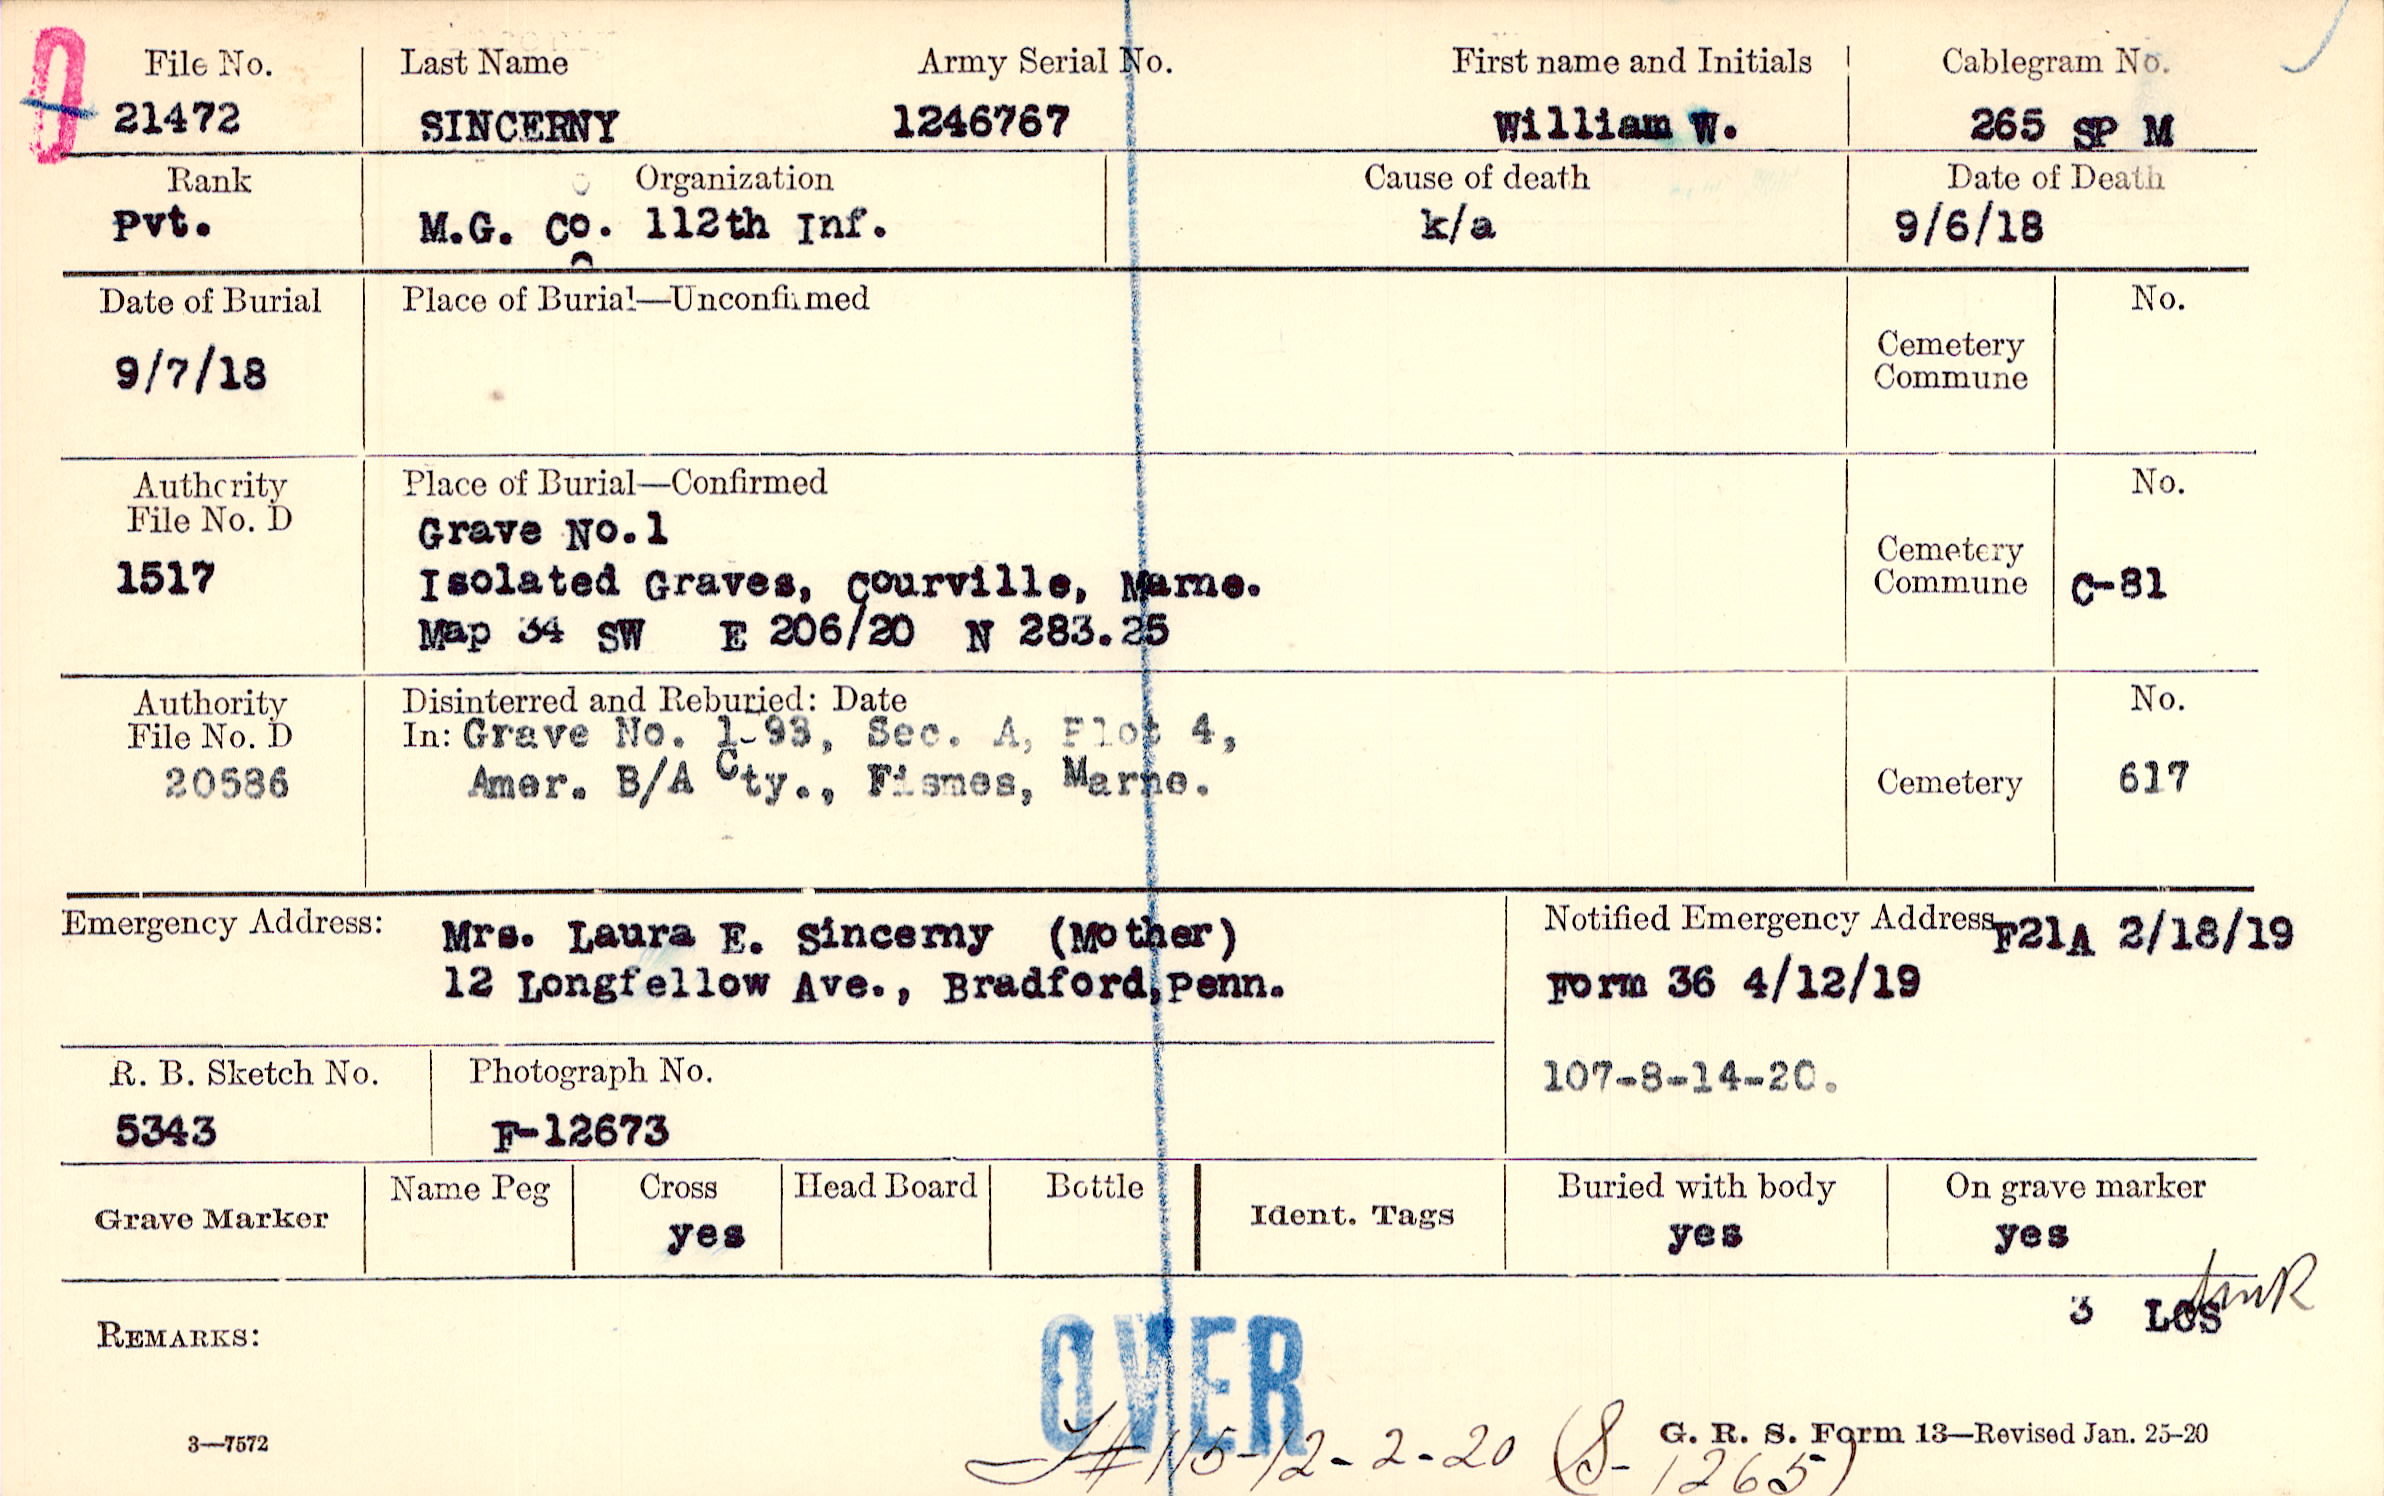 File No. Last Name Army Serial No. First name and Initials Cablegram No.
21472 SINCERNY 1246767 William W. 265 SP M
Rank Organization Cause of death Date of Death
Pvt. M.G. Co. 112th Inf. k/a 9/6/18
Date of Burial Place of Burial—Unconfirmed No.
9/7/18 Cemetery
Commune
Authority Place of Burial—Confirmed No.
File No. D Grave No.1
1517 Isolated Graves, Courville, Marne. Cemetery
Commune C-81
Map 34 SW E 206/20 N 283.25
Authority Disinterred and Reburied: Date No.
File No. D In: Grave No. 1-93, Sec. A, Plot 4,
20586 Amer. B/A Cty., Fismes, Marne. Cemetery 617
Emergency Address: Mrs. Laura E. Sincerny (Mother) Notified Emergency Address F21A 2/18/19
12 Longfellow Ave., Bradford, Penn. Form 36 4/12/19
R. B. Sketch No. Photograph No. 107-8-14-20.
5343 F-12673
Grave Marker Name Peg Cross Head Board Bottle Ident. Tags Buried with body On grave marker
yes yes yes
3 LCS
REMARKS:
OVER
#115-12-2-20 (S-1265)
3—7572 G. R. S. Form 13—Revised Jan. 25-20